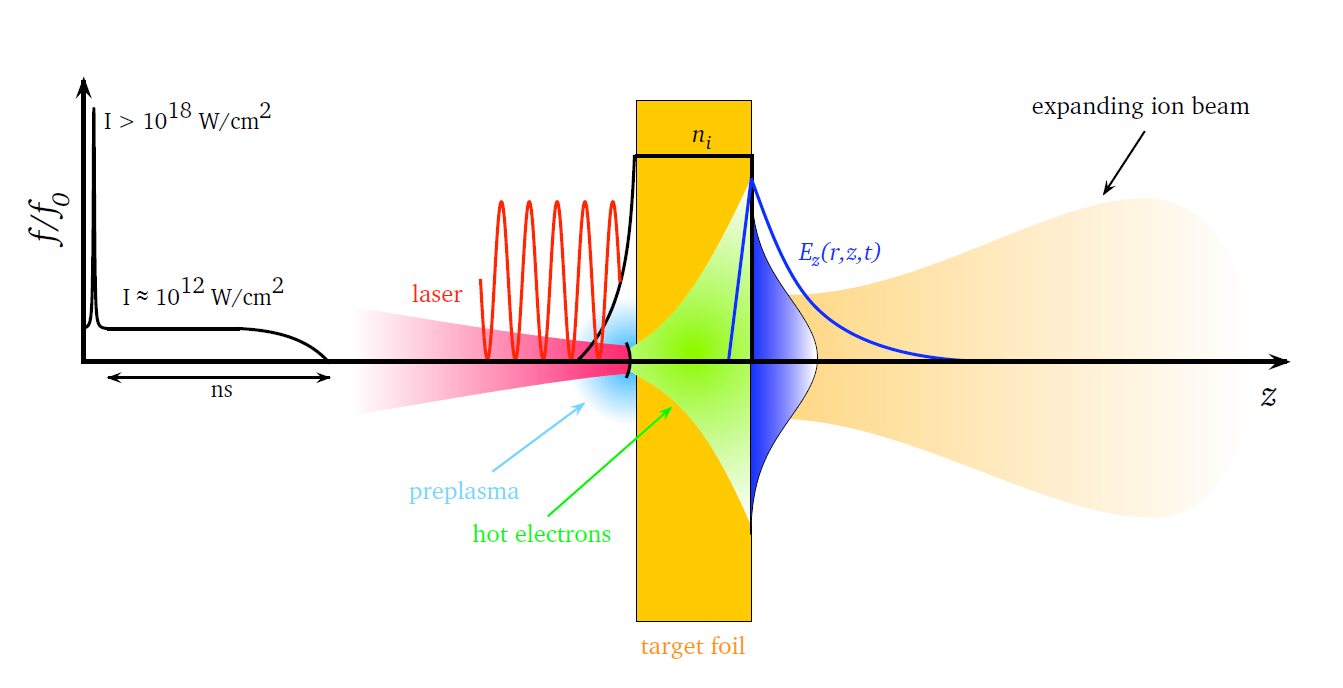 expanding ion beam
I > 10^18 W/cm^2
n_i
f/f_0
E_z(r,z,t)
I ≈ 10^12 W/cm^2
laser
ns
z
preplasma
hot electrons
target foil